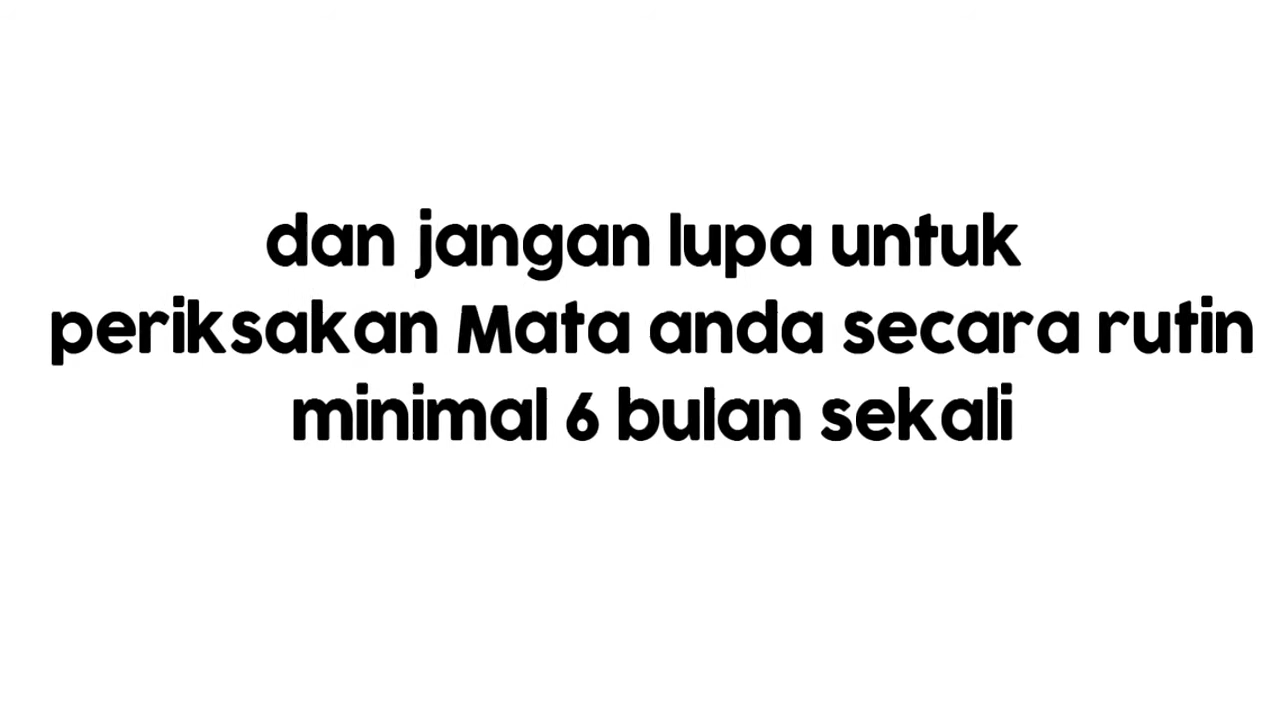 dan jangan lupa untuk
periksakan Mata anda secara rutin
minimal 6 bulan sekali